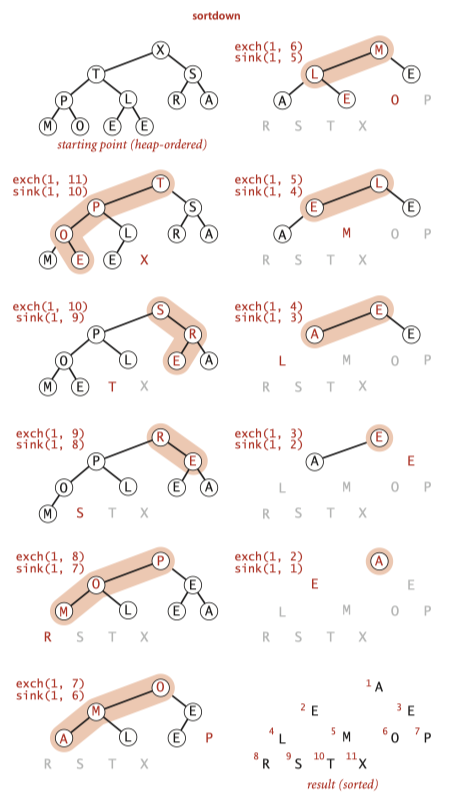 sortdown
X
T S
P L R A
M O E E
starting point (heap-ordered)
exch(1, 11)
sink(1, 10)
T
P S
O L R A
M E E X
exch(1, 10)
sink(1, 9)
S
P R
O L E A
M E T X
exch(1, 9)
sink(1, 8)
R
P E
O L E A
M S T X
exch(1, 8)
sink(1, 7)
P
O E
M L E A
R S T X
exch(1, 7)
sink(1, 6)
O
M E
A L E P
R S T X
exch(1, 6)
sink(1, 5)
M
L E
A E O P
R S T X
exch(1, 5)
sink(1, 4)
L
E E
A M O P
R S T X
exch(1, 4)
sink(1, 3)
E
A E
L M O P
R S T X
exch(1, 3)
sink(1, 2)
E
A E
L M O P
R S T X
exch(1, 2)
sink(1, 1)
A
E E
L M O P
R S T X
1 A
2 E 3 E
4 L 5 M 6 O 7 P
8 R 9 S 10 T 11 X
result (sorted)